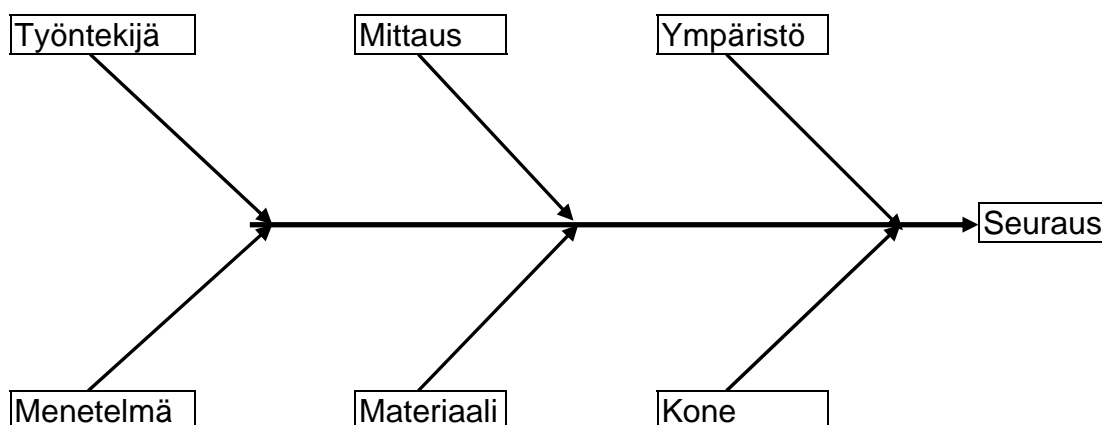 Työntekijä
Mittaus
Ympäristö
Seuraus
Menetelmä
Materiaali
Kone